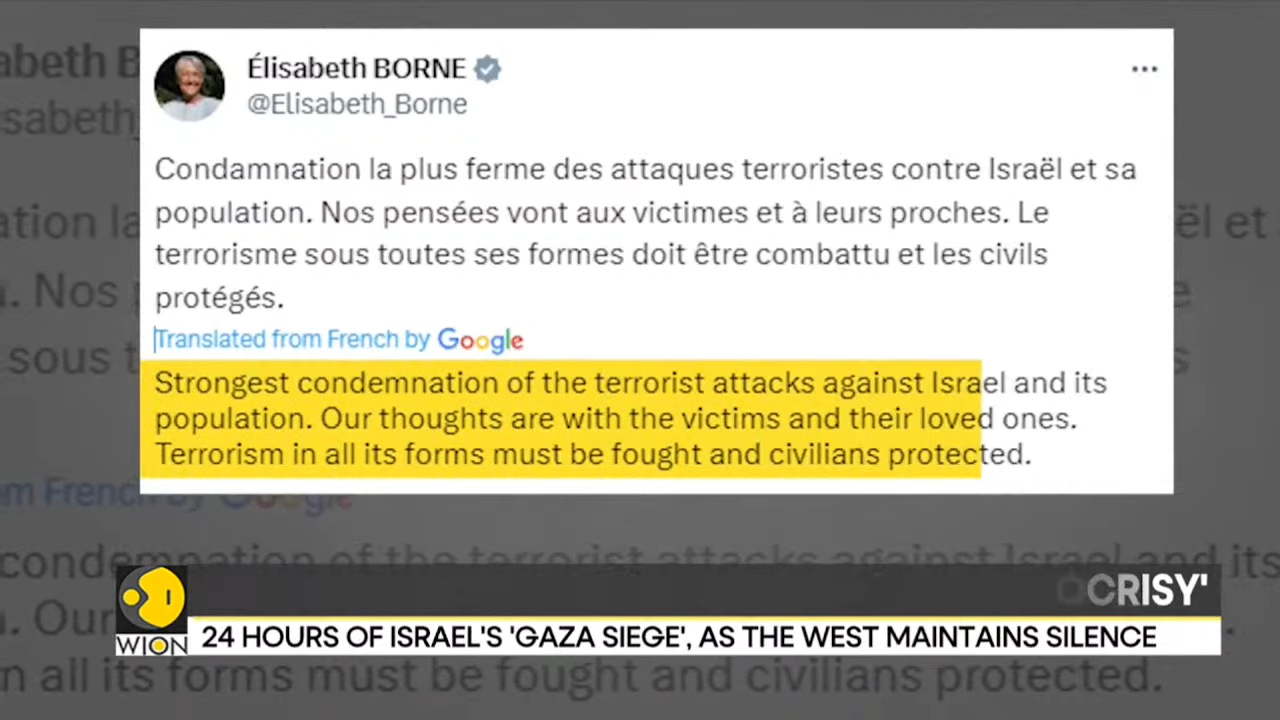 Élisabeth BORNE
@Elisabeth_Borne
Condamnation la plus ferme des attaques terroristes contre Israël et sa
population. Nos pensées vont aux victimes et à leurs proches. Le
terrorisme sous toutes ses formes doit être combattu et les civils
protégés.
Translated from French by Google
Strongest condemnation of the terrorist attacks against Israel and its
population. Our thoughts are with the victims and their loved ones.
Terrorism in all its forms must be fought and civilians protected.
OCRISY'
WION
24 HOURS OF ISRAEL'S 'GAZA SIEGE', AS THE WEST MAINTAINS SILENCE